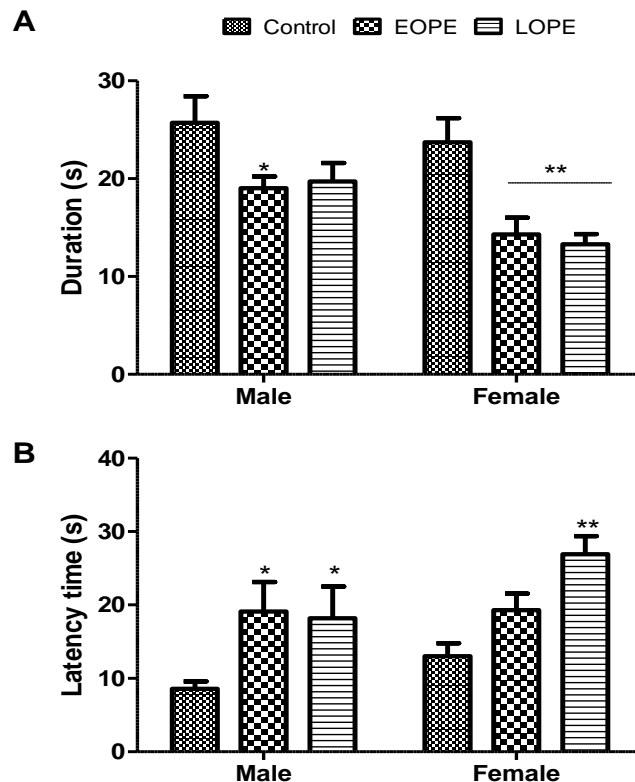 A
Control EOPE LOPE
30
20
10
0
Duration (s)
*
**
Male Female
B
40
30
20
10
0
Latency time (s)
* *
**
Male Female